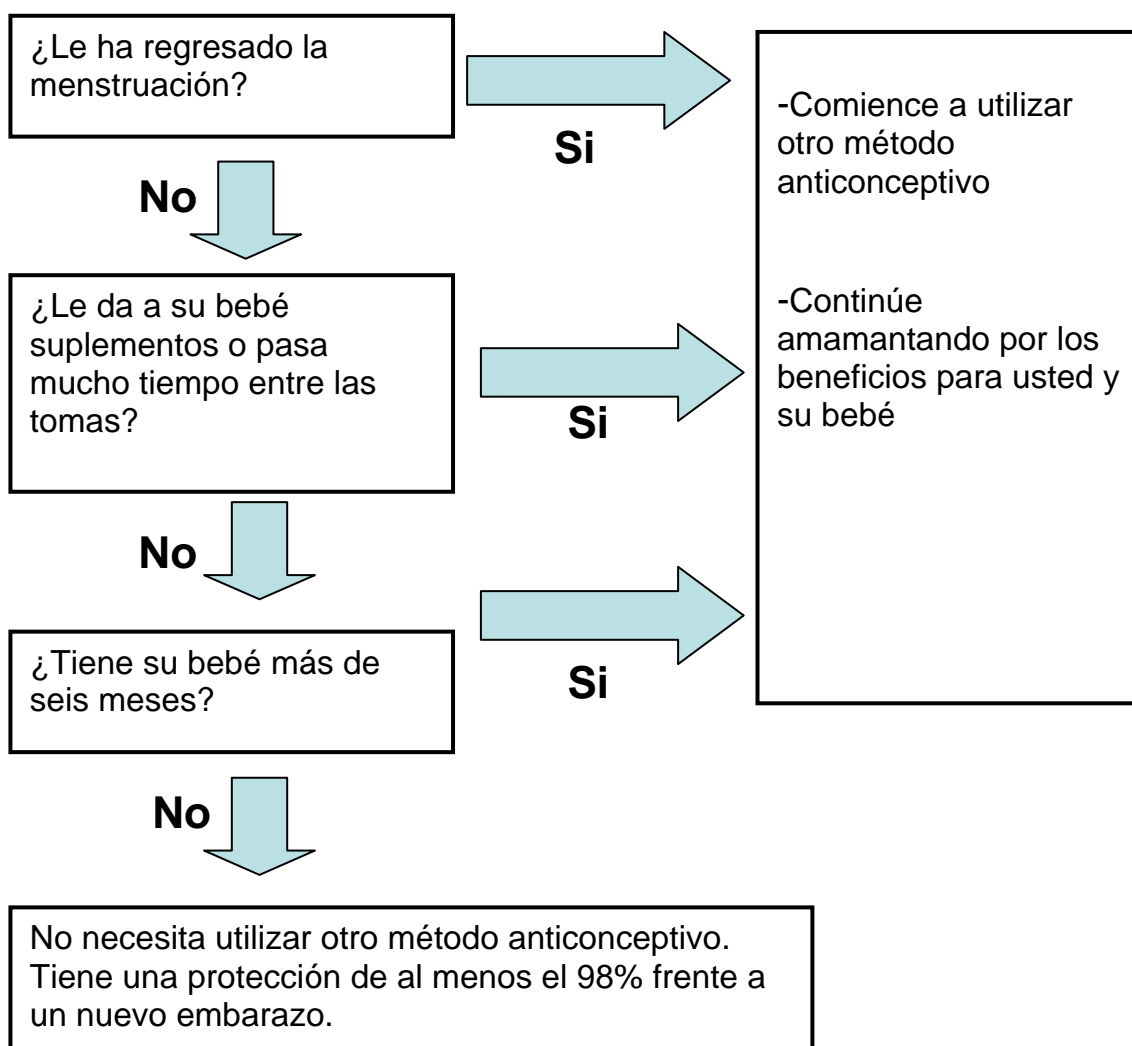 ¿Le ha regresado la
menstruación?
Si
-Comience a utilizar
otro método
anticonceptivo
-Continúe
amamantando por los
beneficios para usted y
su bebé
No
¿Le da a su bebé
suplementos o pasa
mucho tiempo entre las
tomas?
Si
No
¿Tiene su bebé más de
seis meses?
Si
No
No necesita utilizar otro método anticonceptivo.
Tiene una protección de al menos el 98% frente a
un nuevo embarazo.